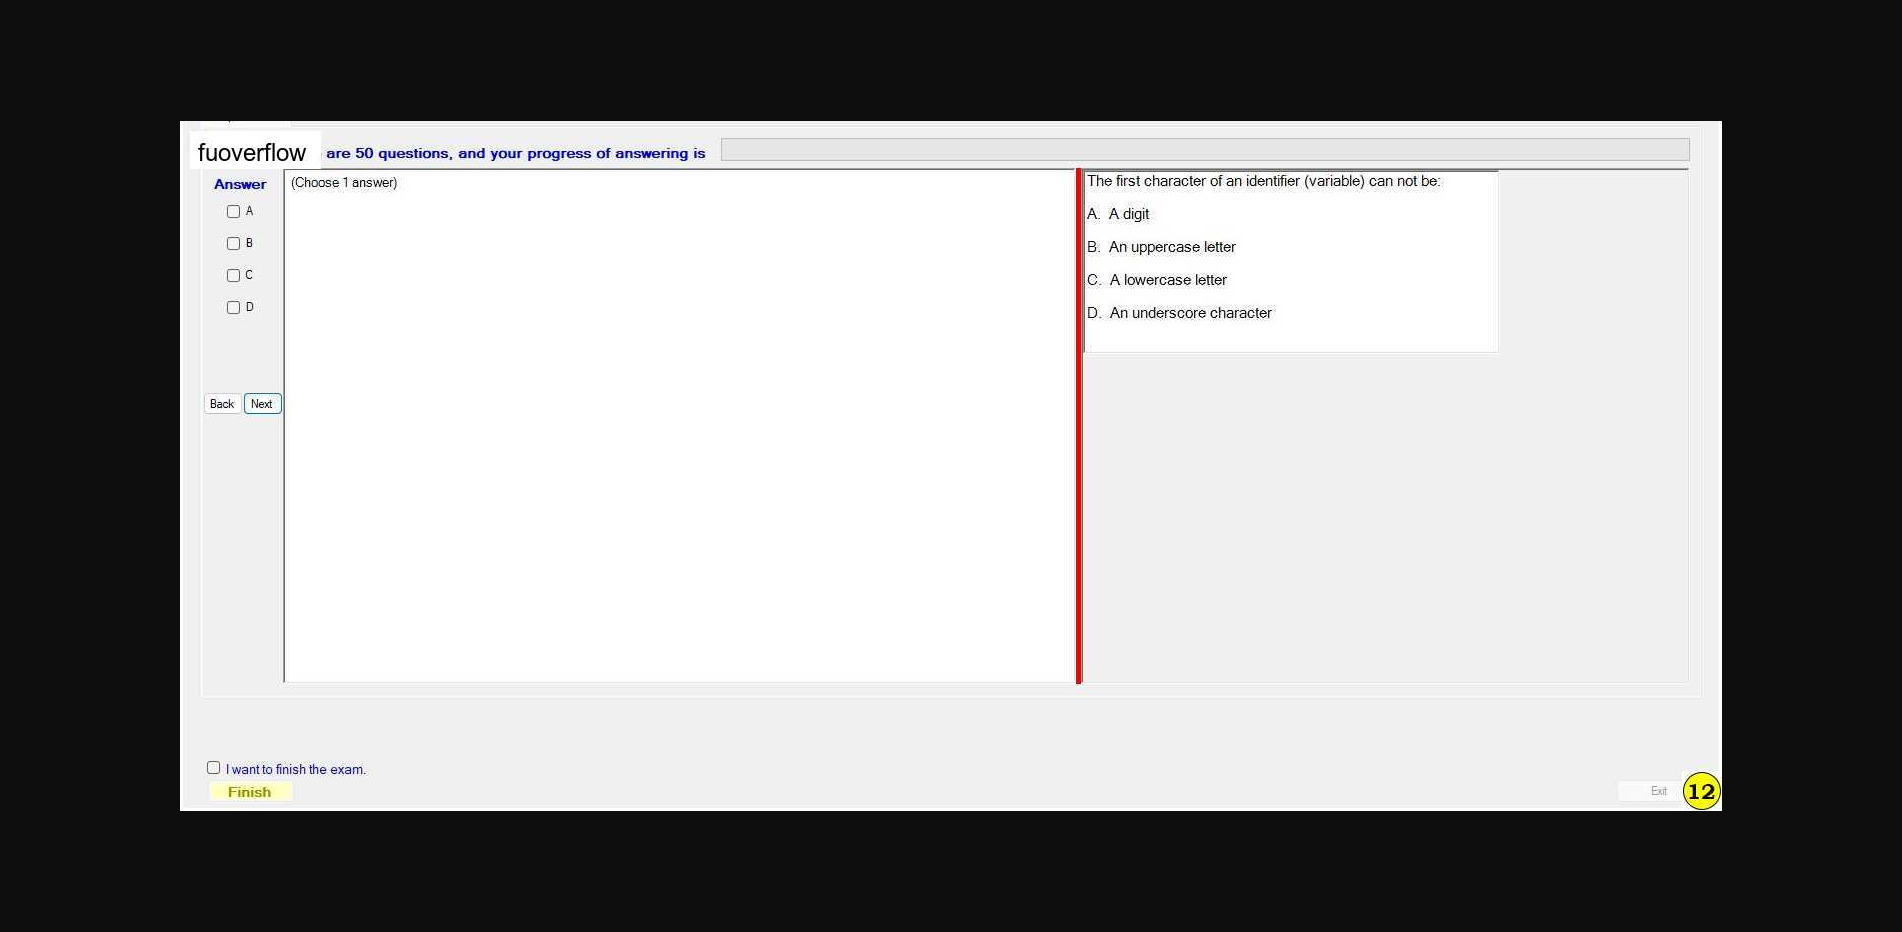 fuoverflow are 50 questions, and your progress of answering is
Answer
A
B
C
D
Back Next
(Choose 1 answer)
The first character of an identifier (variable) can not be:
A. A digit
B. An uppercase letter
C. A lowercase letter
D. An underscore character
I want to finish the exam.
Finish
Exit
12